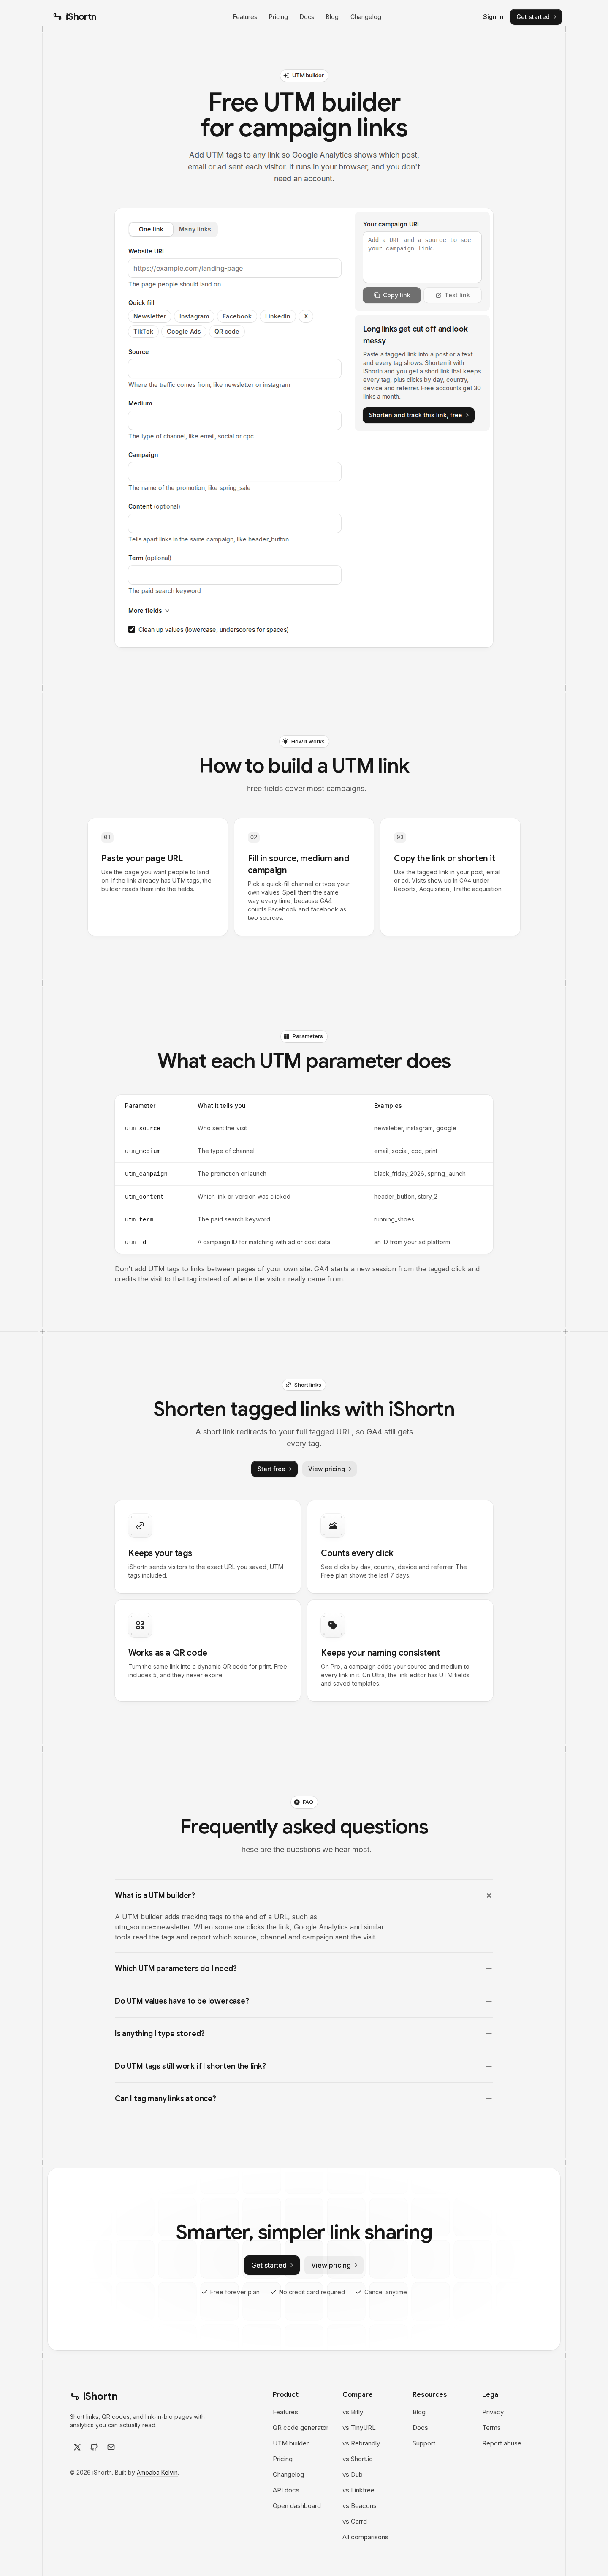 iShortn
Features
Pricing
Docs
Blog
Changelog
Sign in
Get started
UTM builder
Free UTM builder
for campaign links
Add UTM tags to any link so Google Analytics shows which post,
email or ad sent each visitor. It runs in your browser, and you don't
need an account.
One link
Many links
Website URL
https://example.com/landing-page
The page people should land on
Quick fill
Newsletter
Instagram
Facebook
LinkedIn
X
TikTok
Google Ads
QR code
Source
Where the traffic comes from, like newsletter or instagram
Medium
The type of channel, like email, social or cpc
Campaign
The name of the promotion, like spring_sale
Content (optional)
Tells apart links in the same campaign, like header_button
Term (optional)
The paid search keyword
More fields
Clean up values (lowercase, underscores for spaces)
Your campaign URL
Add a URL and a source to see
your campaign link.
Copy link
Test link
Long links get cut off and look
messy
Paste a tagged link into a post or a text
and every tag shows. Shorten it with
iShortn and you get a short link that keeps
every tag, plus clicks by day, country,
device and referrer. Free accounts get 30
links a month.
Shorten and track this link, free
How it works
How to build a UTM link
Three fields cover most campaigns.
01
Paste your page URL
Use the page you want people to land
on. If the link already has UTM tags, the
builder reads them into the fields.
02
Fill in source, medium and
campaign
Pick a quick-fill channel or type your
own values. Spell them the same
way every time, because GA4
counts Facebook and facebook as
two sources.
03
Copy the link or shorten it
Use the tagged link in your post, email
or ad. Visits show up in GA4 under
Reports, Acquisition, Traffic acquisition.
Parameters
What each UTM parameter does
Parameter
What it tells you
Examples
utm_source
Who sent the visit
newsletter, instagram, google
utm_medium
The type of channel
email, social, cpc, print
utm_campaign
The promotion or launch
black_friday_2026, spring_launch
utm_content
Which link or version was clicked
header_button, story_2
utm_term
The paid search keyword
running_shoes
utm_id
A campaign ID for matching with ad or cost data
an ID from your ad platform
Don't add UTM tags to links between pages of your own site. GA4 starts a new session from the tagged click and
credits the visit to that tag instead of where the visitor really came from.
Short links
Shorten tagged links with iShortn
A short link redirects to your full tagged URL, so GA4 still gets
every tag.
Start free
View pricing
Keeps your tags
iShortn sends visitors to the exact URL you saved, UTM
tags included.
Counts every click
See clicks by day, country, device and referrer. The
Free plan shows the last 7 days.
Works as a QR code
Turn the same link into a dynamic QR code for print. Free
includes 5, and they never expire.
Keeps your naming consistent
On Pro, a campaign adds your source and medium to
every link in it. On Ultra, the link editor has UTM fields
and saved templates.
FAQ
Frequently asked questions
These are the questions we hear most.
What is a UTM builder?
A UTM builder adds tracking tags to the end of a URL, such as
utm_source=newsletter. When someone clicks the link, Google Analytics and similar
tools read the tags and report which source, channel and campaign sent the visit.
Which UTM parameters do I need?
Do UTM values have to be lowercase?
Is anything I type stored?
Do UTM tags still work if I shorten the link?
Can I tag many links at once?
Smarter, simpler link sharing
Get started
View pricing
Free forever plan
No credit card required
Cancel anytime
iShortn
Short links, QR codes, and link-in-bio pages with
analytics you can actually read.
© 2026 iShortn. Built by Amoaba Kelvin.
Product
Features
QR code generator
UTM builder
Pricing
Changelog
API docs
Open dashboard
Compare
vs Bitly
vs TinyURL
vs Rebrandly
vs Short.io
vs Dub
vs Linktree
vs Beacons
vs Carrd
All comparisons
Resources
Blog
Docs
Support
Legal
Privacy
Terms
Report abuse